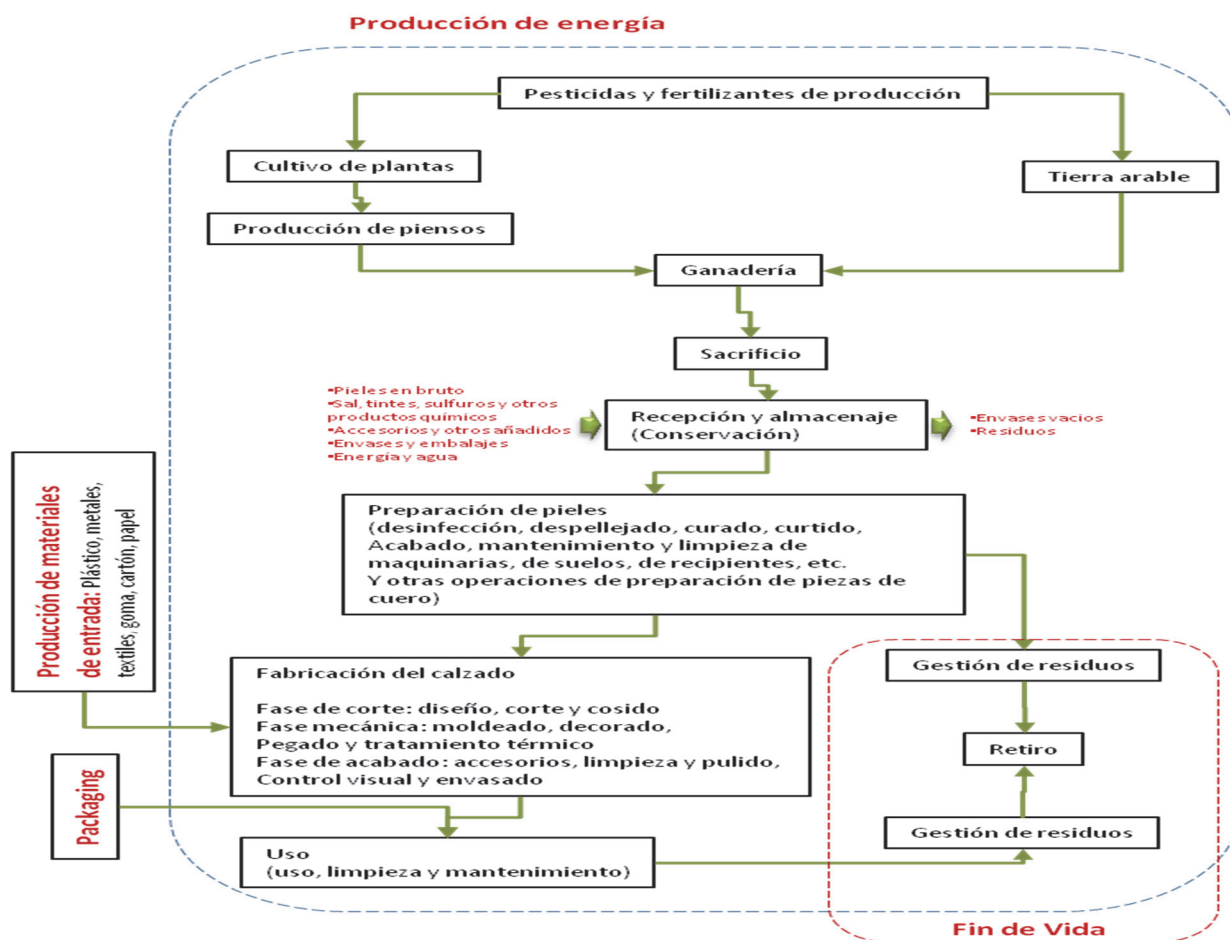 Producción de energía
Pesticidas y fertilizantes de producción
Cultivo de plantas
Tierra arable
Producción de piensos
Ganadería
Sacrificio
•Pieles en bruto
•Sal, tintes, sulfuros y otros
productos químicos
•Accesorios y otros añadidos
•Envases y embalajes
•Energía y agua
Recepción y almacenaje
(Conservación)
•Envases vacios
•Residuos
Producción de materiales
de entrada: Plástico, metales,
textiles, goma, cartón, papel
Preparación de pieles
(desinfección, despellejado, curado, curtido,
Acabado, mantenimiento y limpieza de
maquinarias, de suelos, de recipientes, etc.
Y otras operaciones de preparación de piezas de
cuero)
Fabricación del calzado
Fase de corte: diseño, corte y cosido
Fase mecánica: moldeado, decorado,
Pegado y tratamiento térmico
Fase de acabado: accesorios, limpieza y pulido,
Control visual y envasado
Gestión de residuos
Retiro
Packaging
Gestión de residuos
Uso
(uso, limpieza y mantenimiento)
Fin de Vida